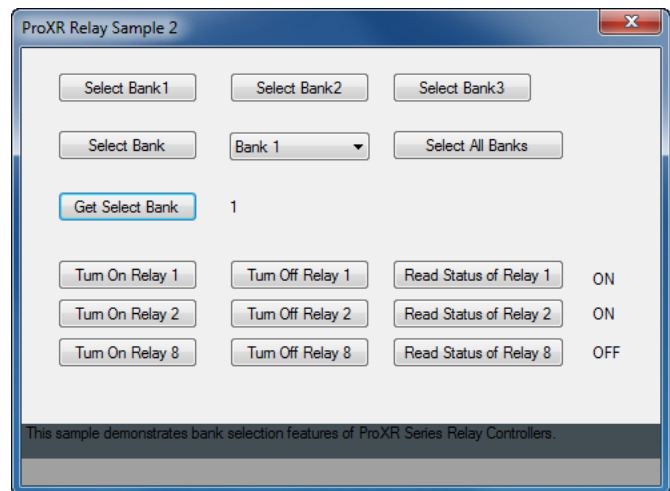 ProXR Relay Sample 2
Select Bank1 Select Bank2 Select Bank3
Select Bank Bank 1 Select All Banks
Get Select Bank 1
Turn On Relay 1 Turn Off Relay 1 Read Status of Relay 1 ON
Turn On Relay 2 Turn Off Relay 2 Read Status of Relay 2 ON
Turn On Relay 8 Turn Off Relay 8 Read Status of Relay 8 OFF
This sample demonstrates bank selection features of ProXR Series Relay Controllers.